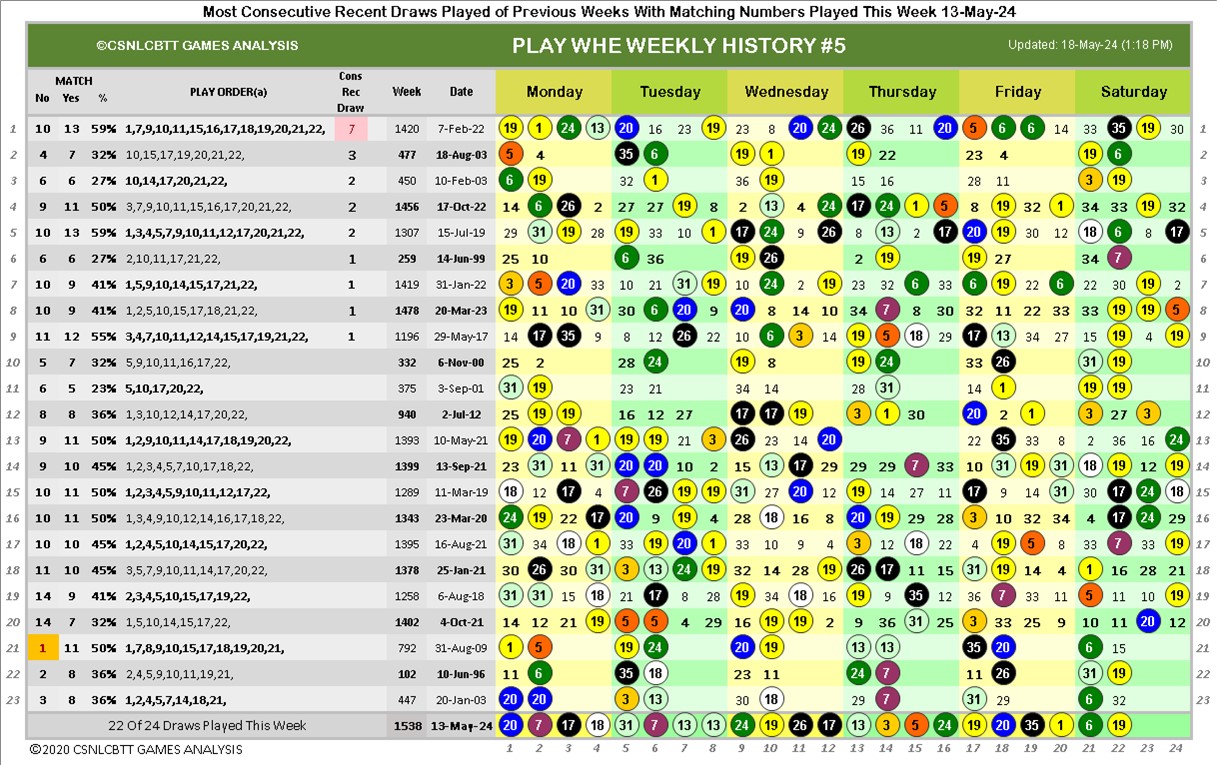 Most Consecutive Recent Draws Played of Previous Weeks With Matching Numbers Played This Week 13-May-24
©CSNLCBTT GAMES ANALYSIS PLAY WHE WEEKLY HISTORY #5 Updated: 18-May-24 (1:18 PM)
MATCH
No Yes % PLAY ORDER(a) Cons Rec Draw Week Date Monday Tuesday Wednesday Thursday Friday Saturday
1 10 13 59% 1,7,9,10,11,15,16,17,18,19,20,21,22, 7 1420 7-Feb-22 19 1 24 13 20 16 23 19 23 8 20 24 26 36 11 20 5 6 6 14 33 35 19 30 1
2 4 7 32% 10,15,17,19,20,21,22, 3 477 18-Aug-03 5 4 35 6 19 1 19 22 23 4 19 6 2
3 6 6 27% 10,14,17,20,21,22, 2 450 10-Feb-03 6 19 32 1 36 19 15 16 28 11 3 19 3
4 9 11 50% 3,7,9,10,11,15,16,17,20,21,22, 2 1456 17-Oct-22 14 6 26 2 27 27 19 8 2 13 4 24 17 24 1 5 8 19 32 1 34 33 19 32 4
5 10 13 59% 1,3,4,5,7,9,10,11,12,17,20,21,22, 2 1307 15-Jul-19 29 31 19 28 19 33 10 1 17 24 9 26 8 13 2 17 20 19 30 12 18 6 8 17 5
6 6 6 27% 2,10,11,17,21,22, 1 259 14-Jun-99 25 10 6 36 19 26 2 19 19 27 34 7 6
7 10 41% 1,5,9,10,14,15,17,21,22, 1 1419 31-Jan-22 3 5 20 33 10 21 31 19 10 24 2 19 23 32 6 33 6 19 22 6 22 30 19 2 7
8 10 9 41% 1,2,5,10,15,17,18,21,22, 1 1478 20-Mar-23 19 11 10 31 30 6 20 9 20 8 14 10 34 7 8 30 32 11 22 33 33 19 19 5 8
9 11 12 55% 3,4,7,10,11,12,14,15,17,19,21,22, 1 1196 29-May-17 14 17 35 9 8 12 26 22 10 6 3 14 19 5 18 29 17 13 34 27 15 19 4 19 9
10 5 7 32% 5,9,10,11,16,17,22, 332 6-Nov-00 25 2 28 24 19 8 19 24 33 26 31 19 10
11 6 5 23% 5,10,17,20,22, 375 3-Sep-01 31 19 23 21 34 14 28 31 14 1 19 19 11
12 8 8 36% 1,3,10,12,14,17,20,22, 940 2-Jul-12 25 19 19 16 12 27 17 17 19 3 1 30 20 2 1 3 27 3 12
13 9 11 50% 1,2,9,10,11,14,17,18,19,20,22, 1393 10-May-21 19 20 7 1 19 19 21 3 26 23 14 20 22 35 33 8 2 36 16 24 13
14 9 10 45% 1,2,3,4,5,7,10,17,18,22, 1399 13-Sep-21 23 31 11 31 20 20 10 2 15 13 17 29 29 29 7 33 10 31 19 31 18 19 12 19 14
15 10 11 50% 1,2,3,4,5,9,10,11,12,17,22, 1289 11-Mar-19 18 12 17 4 7 26 19 19 31 27 20 12 19 14 27 11 17 9 14 31 30 17 24 18 15
16 10 11 50% 1,3,4,9,10,12,14,16,17,18,22, 1343 23-Mar-20 24 19 22 17 20 9 19 4 28 18 16 8 20 19 29 28 3 10 32 34 4 17 24 29 16
17 10 10 45% 1,2,4,5,10,14,15,17,20,22, 1395 16-Aug-21 31 34 18 1 33 19 20 1 33 10 9 4 3 12 18 22 4 19 5 8 33 7 33 19 17
18 11 10 45% 3,5,7,9,10,11,14,17,20,22, 1378 25-Jan-21 30 26 30 31 3 13 24 19 32 14 28 19 26 17 11 15 31 19 14 4 1 16 28 21 18
19 14 9 41% 2,3,4,5,10,15,17,19,22, 1258 6-Aug-18 31 31 15 18 21 17 8 28 19 34 18 16 19 9 35 12 36 7 33 11 5 11 10 19 19
20 14 7 32% 1,5,10,14,15,17,22, 1402 4-Oct-21 14 12 21 19 5 5 4 29 16 19 19 2 9 36 31 25 3 33 25 9 10 11 20 12 20
21 1 11 50% 1,7,8,9,10,15,17,18,19,20,21, 792 31-Aug-09 1 5 19 24 20 19 13 13 35 20 6 15 21
22 2 8 36% 2,4,5,9,10,11,19,21, 102 10-Jun-96 11 6 35 18 23 11 24 7 11 26 31 19 22
23 3 8 36% 1,2,4,5,7,14,18,21, 447 20-Jan-03 20 20 3 13 30 18 29 7 31 29 6 32 23
22 Of 24 Draws Played This Week 1538 13-May-24 20 7 17 18 31 7 13 13 24 19 26 17 13 3 5 24 19 20 35 1 6 19
©2020 CSNLCBTT GAMES ANALYSIS 1 2 3 4 5 6 7 8 9 10 11 12 13 14 15 16 17 18 19 20 21 22 23 24